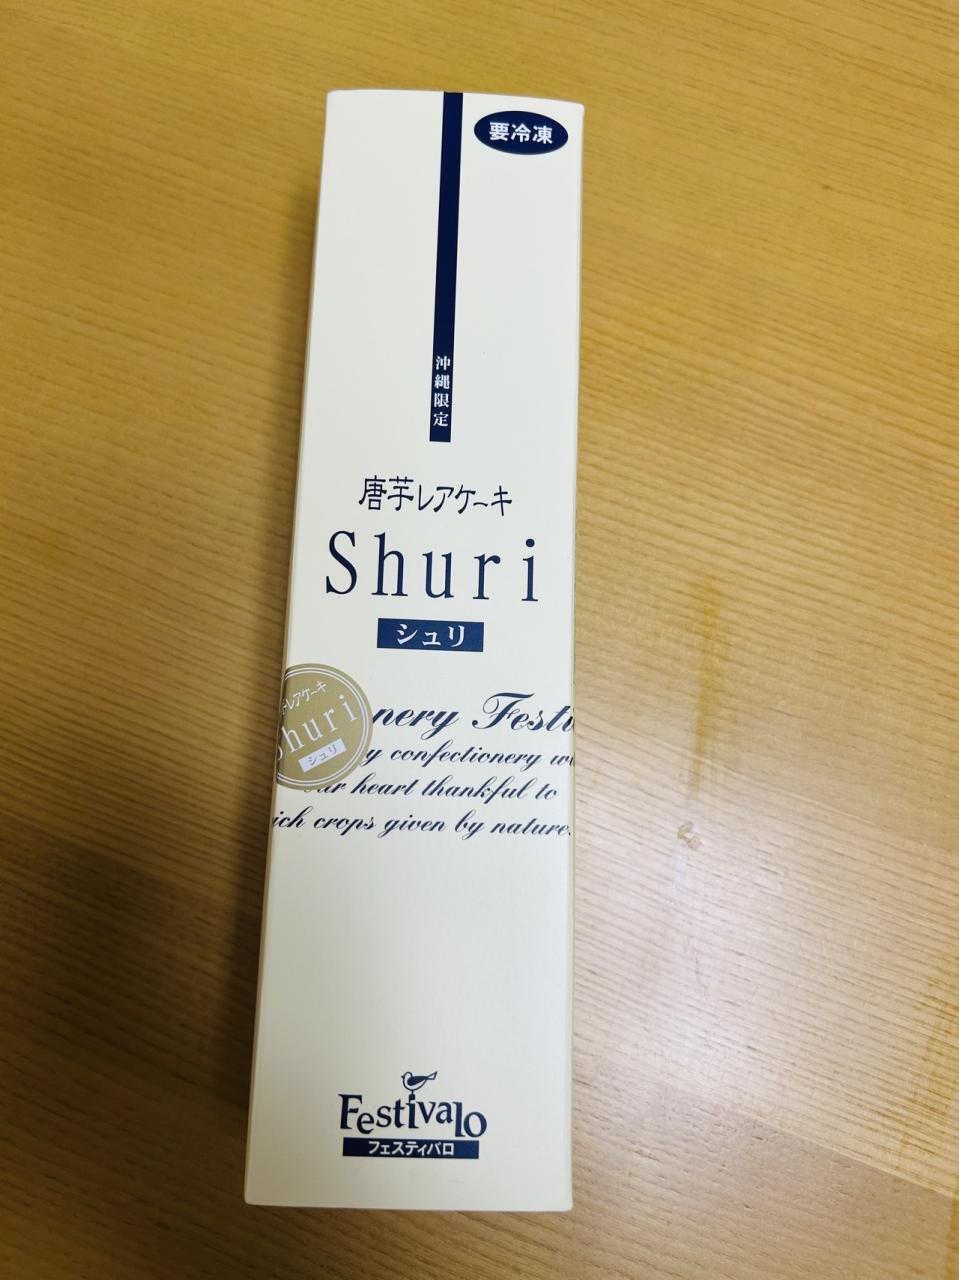 要冷凍
沖縄限定
唐芋レアケーキ
Shuri
シュリ
レアケーキ
Shuri
シュリ
nery Festi
y confectionery
heart thankful to
crops given by nature.
Festivalo
フェスティバロ